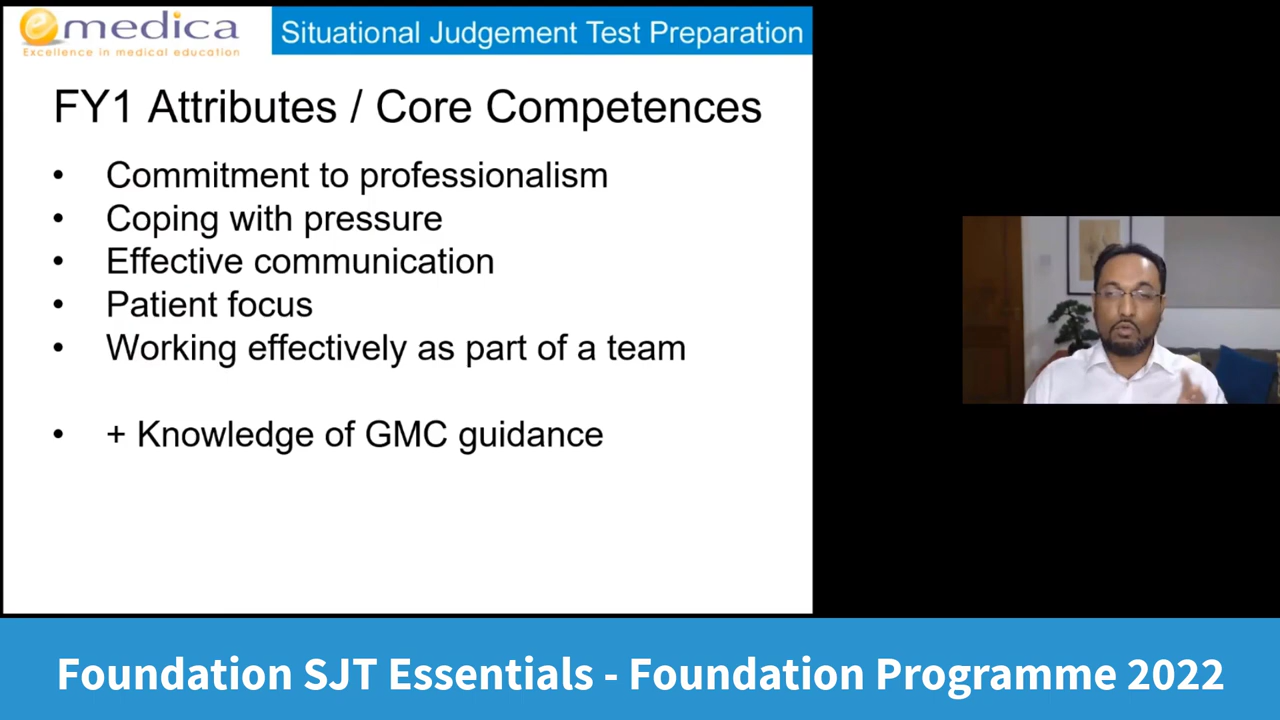 emedica
Excellence in medical education
Situational Judgement Test Preparation
FY1 Attributes / Core Competences
• Commitment to professionalism
• Coping with pressure
• Effective communication
• Patient focus
• Working effectively as part of a team
• + Knowledge of GMC guidance
Foundation SJT Essentials - Foundation Programme 2022